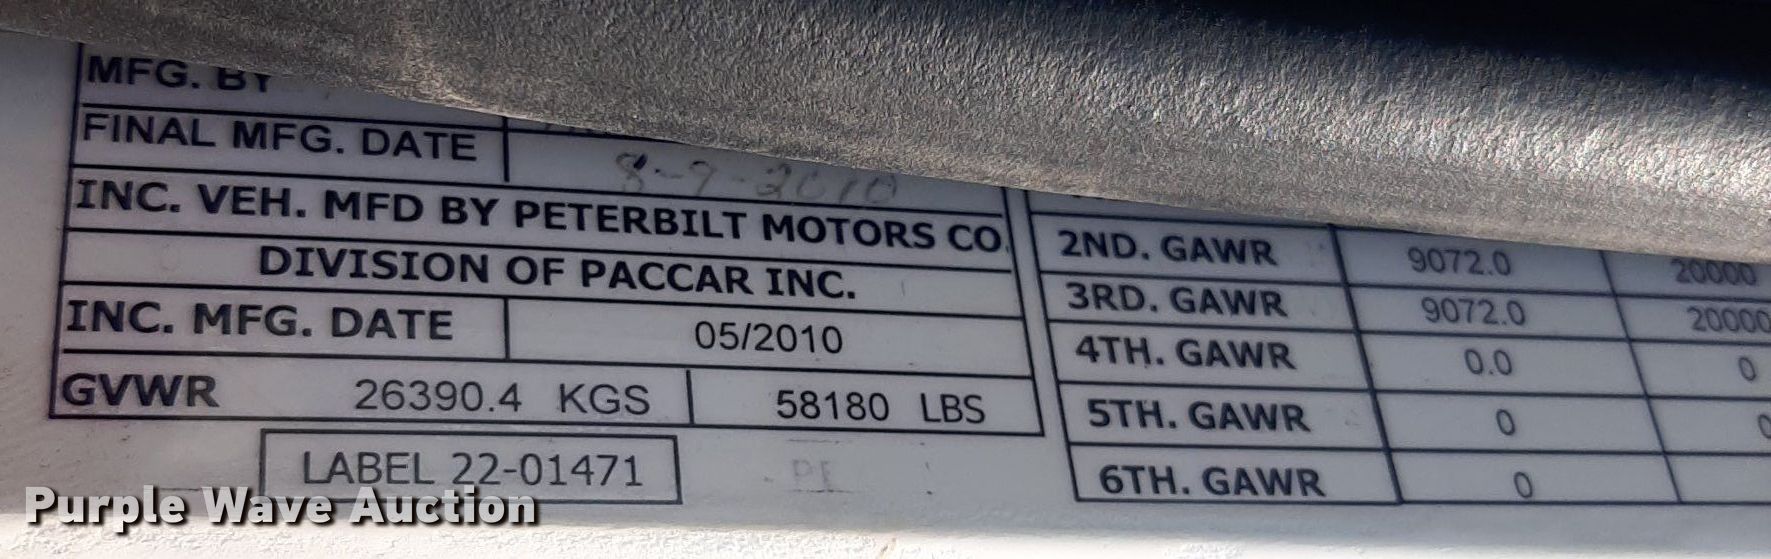 MFG. BY
FINAL MFG. DATE 8-9-2010
INC. VEH. MFD BY PETERBILT MOTORS CO.
DIVISION OF PACCAR INC.
INC. MFG. DATE 05/2010
GVWR 26390.4 KGS 58180 LBS
LABEL 22-01471
2ND. GAWR 9072.0 20000
3RD. GAWR 9072.0 20000
4TH. GAWR 0.0 0
5TH. GAWR 0 0
6TH. GAWR 0
Purple Wave Auction